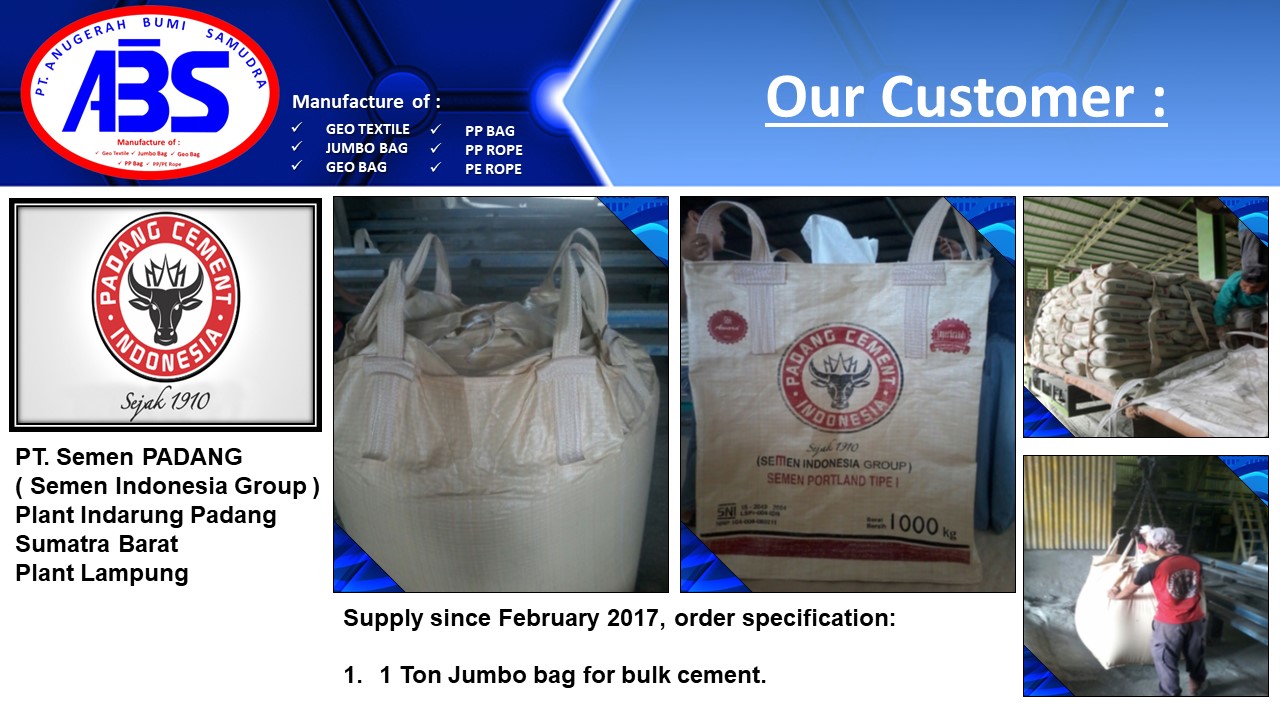 PT. ANUGERAH BUMI SAMUDRA
ABS
Manufacture of :
✓ Geo Textile ✓ Jumbo Bag ✓ Geo Bag
✓ PP Bag ✓ PP/PE Rope
Manufacture of :
✓ GEO TEXTILE ✓ PP BAG
✓ JUMBO BAG ✓ PP ROPE
✓ GEO BAG ✓ PE ROPE
Our Customer :
PADANG CEMENT
INDONESIA
Sejak 1910
PT. Semen PADANG
( Semen Indonesia Group )
Plant Indarung Padang
Sumatra Barat
Plant Lampung
PADANG CEMENT
INDONESIA
Sejak 1910
(SEMEN INDONESIA GROUP)
SEMEN PORTLAND TIPE I
SNI
Berat
Bersih 1000 kg
Supply since February 2017, order specification:
1. 1 Ton Jumbo bag for bulk cement.